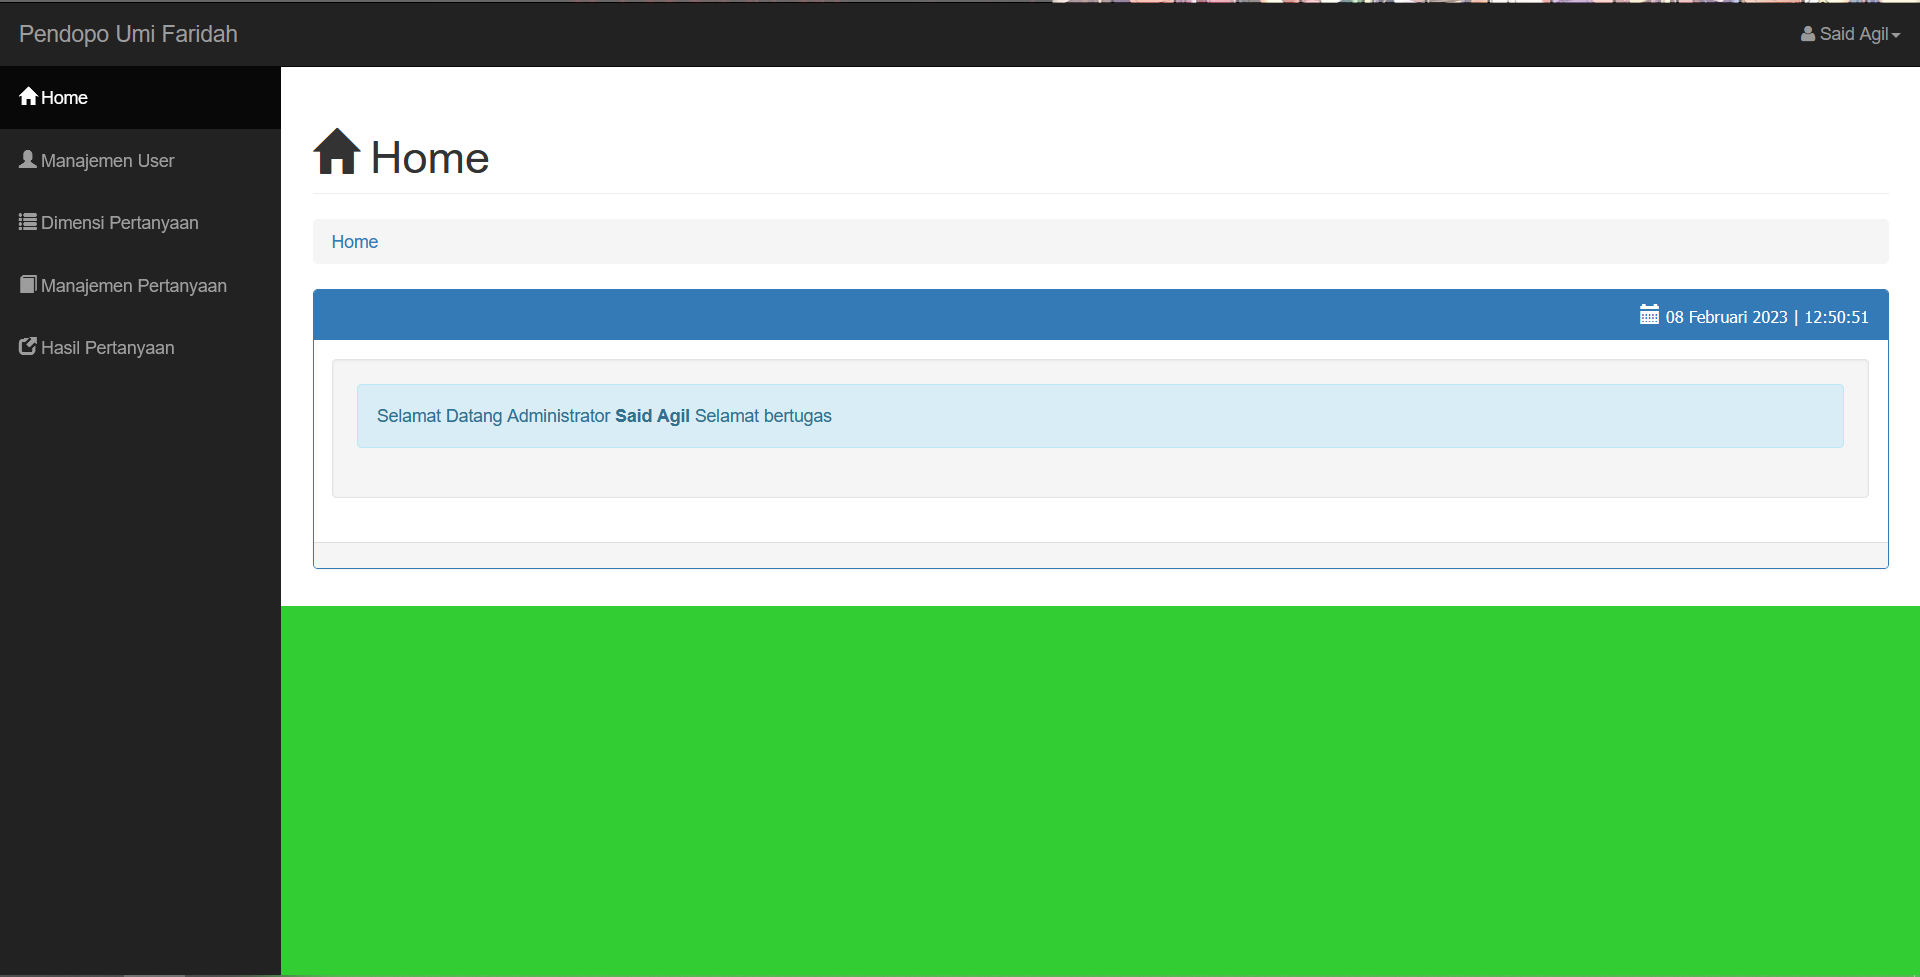 Pendopo Umi Faridah
Said Agil
Home
Manajemen User
Dimensi Pertanyaan
Manajemen Pertanyaan
Hasil Pertanyaan
Home
Home
08 Februari 2023 | 12:50:51
Selamat Datang Administrator Said Agil Selamat bertugas